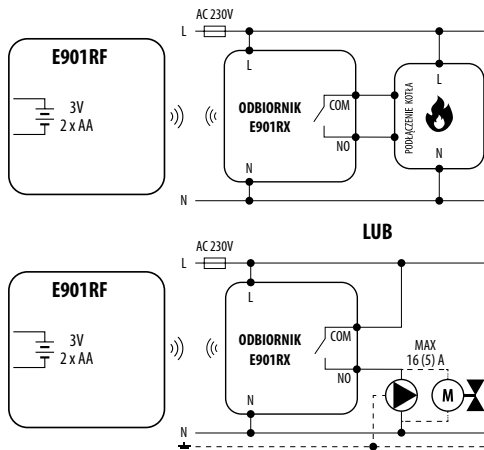 AC 230V
L
E901RF
3V
2 x AA
L
ODBIORNIK
E901RX
COM
NO
N
PODŁĄCZENIE KOTŁA
L
N
N
LUB
AC 230V
L
E901RF
3V
2 x AA
L
ODBIORNIK
E901RX
COM
NO
N
MAX
16 (5) A
M
N